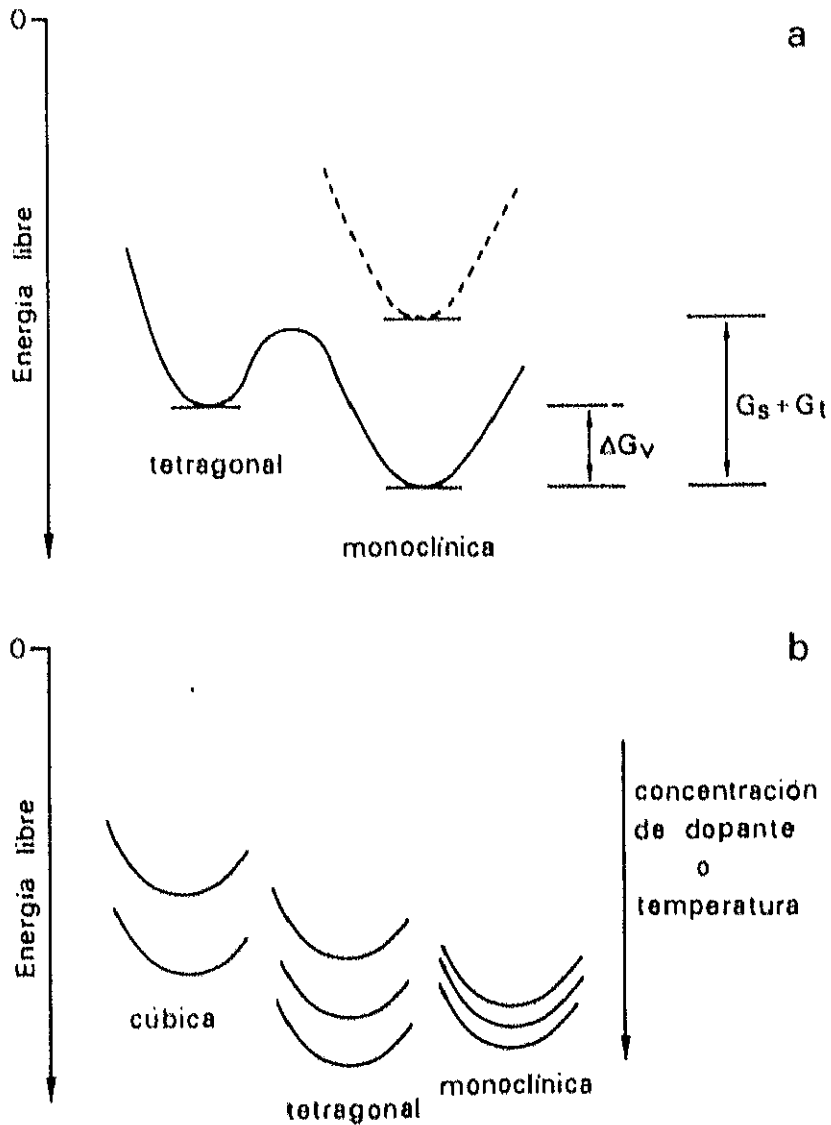 0
a
Energía libre
tetragonal
monoclínica
ΔGv
Gs + Gt
0
b
Energía libre
cúbica
tetragonal
monoclínica
concentración
de dopante
o
temperatura